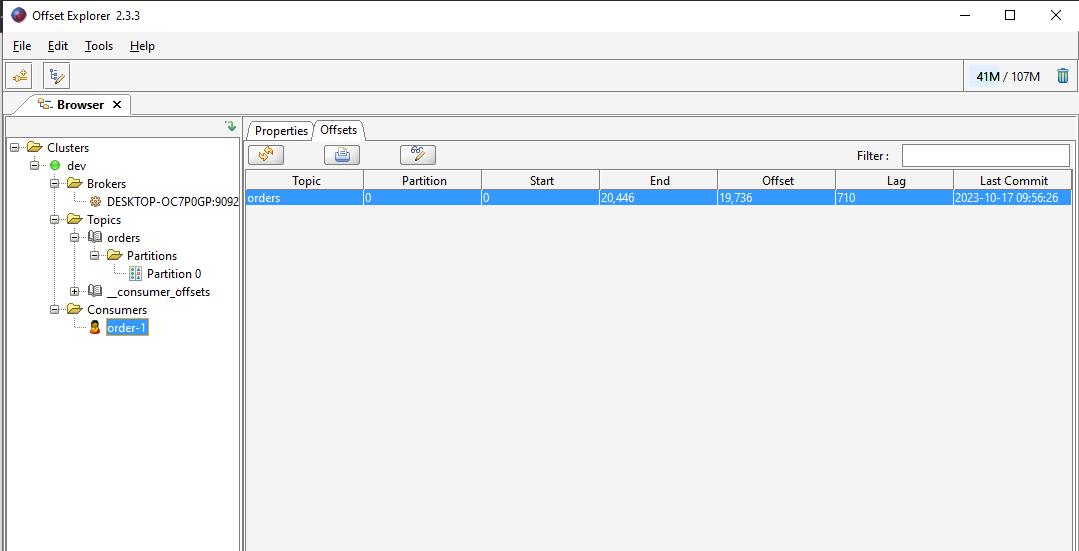 Offset Explorer 2.3.3
File Edit Tools Help
41M / 107M
Browser
Properties Offsets
Filter :
Clusters
dev
Brokers
DESKTOP-OC7P0GP:9092
Topics
orders
Partitions
Partition 0
__consumer_offsets
Consumers
order-1
Topic Partition Start End Offset Lag Last Commit
orders 0 0 20,446 19,736 710 2023-10-17 09:56:26